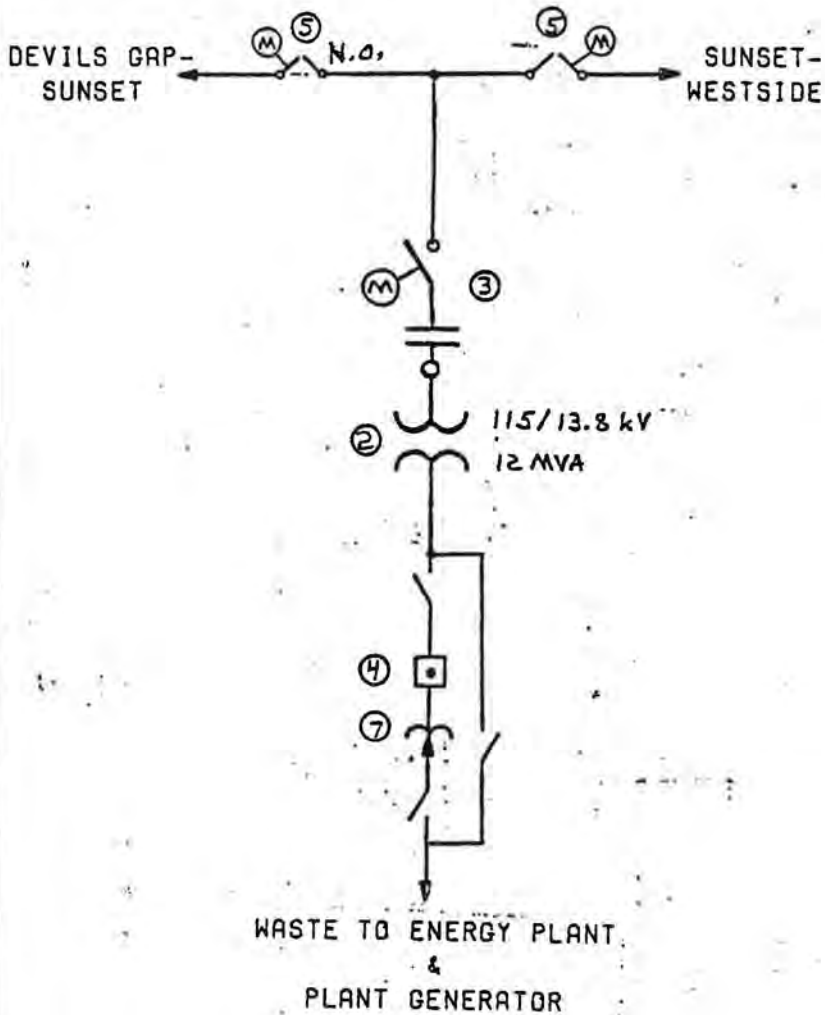 ⑤
⑤
M
N.O.
M
DEVILS GAP-
SUNSET
SUNSET-
WESTSIDE
M
③
②
115/13.8 kV
12 MVA
④
⑦
WASTE TO ENERGY PLANT
&
PLANT GENERATOR